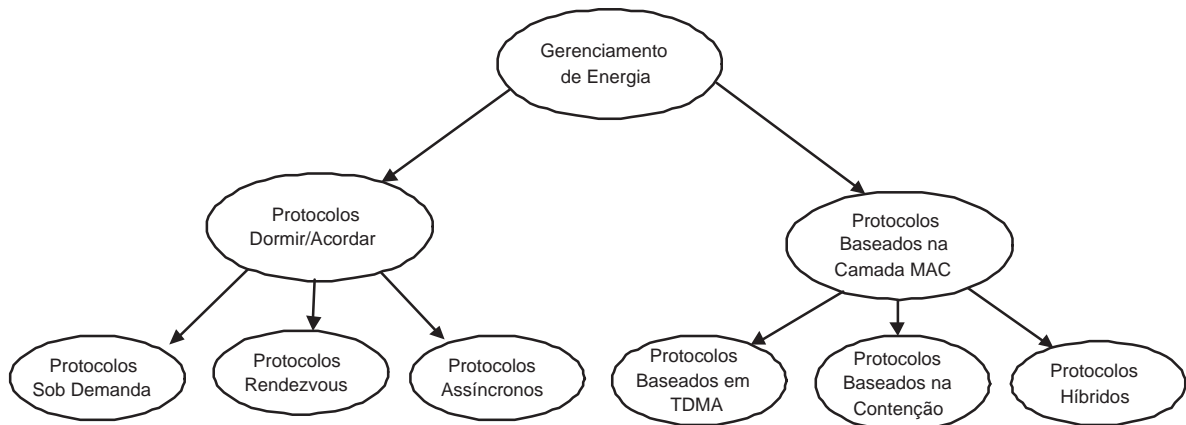 Gerenciamento
de Energia
Protocolos
Dormir/Acordar
Protocolos
Baseados na
Camada MAC
Protocolos
Sob Demanda
Protocolos
Rendezvous
Protocolos
Assíncronos
Protocolos
Baseados em
TDMA
Protocolos
Baseados na
Contenção
Protocolos
Híbridos